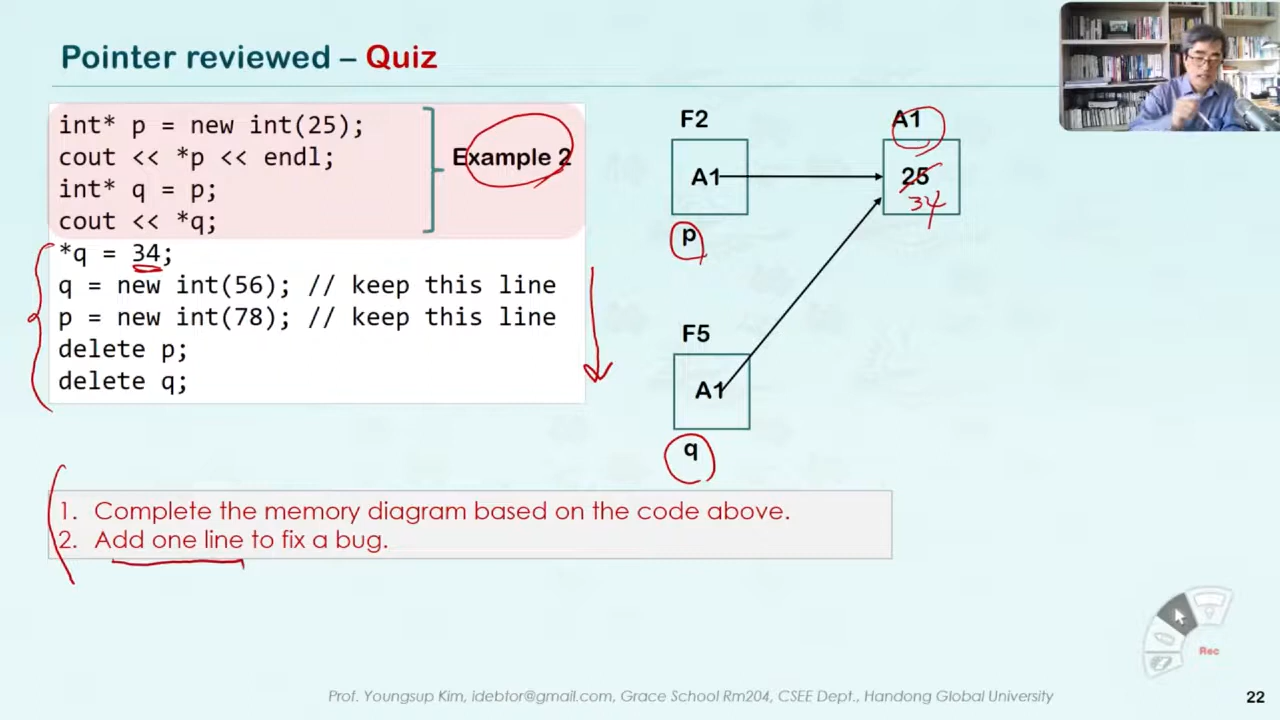 Pointer reviewed – Quiz
int* p = new int(25);
cout << *p << endl;
int* q = p;
cout << *q;
Example 2
*q = 34;
q = new int(56); // keep this line
p = new int(78); // keep this line
delete p;
delete q;
F2
A1
p
A1
25
34
F5
A1
q
1. Complete the memory diagram based on the code above.
2. Add one line to fix a bug.
Rec
Prof. Youngsup Kim, idebtor@gmail.com, Grace School Rm204, CSEE Dept., Handong Global University
22